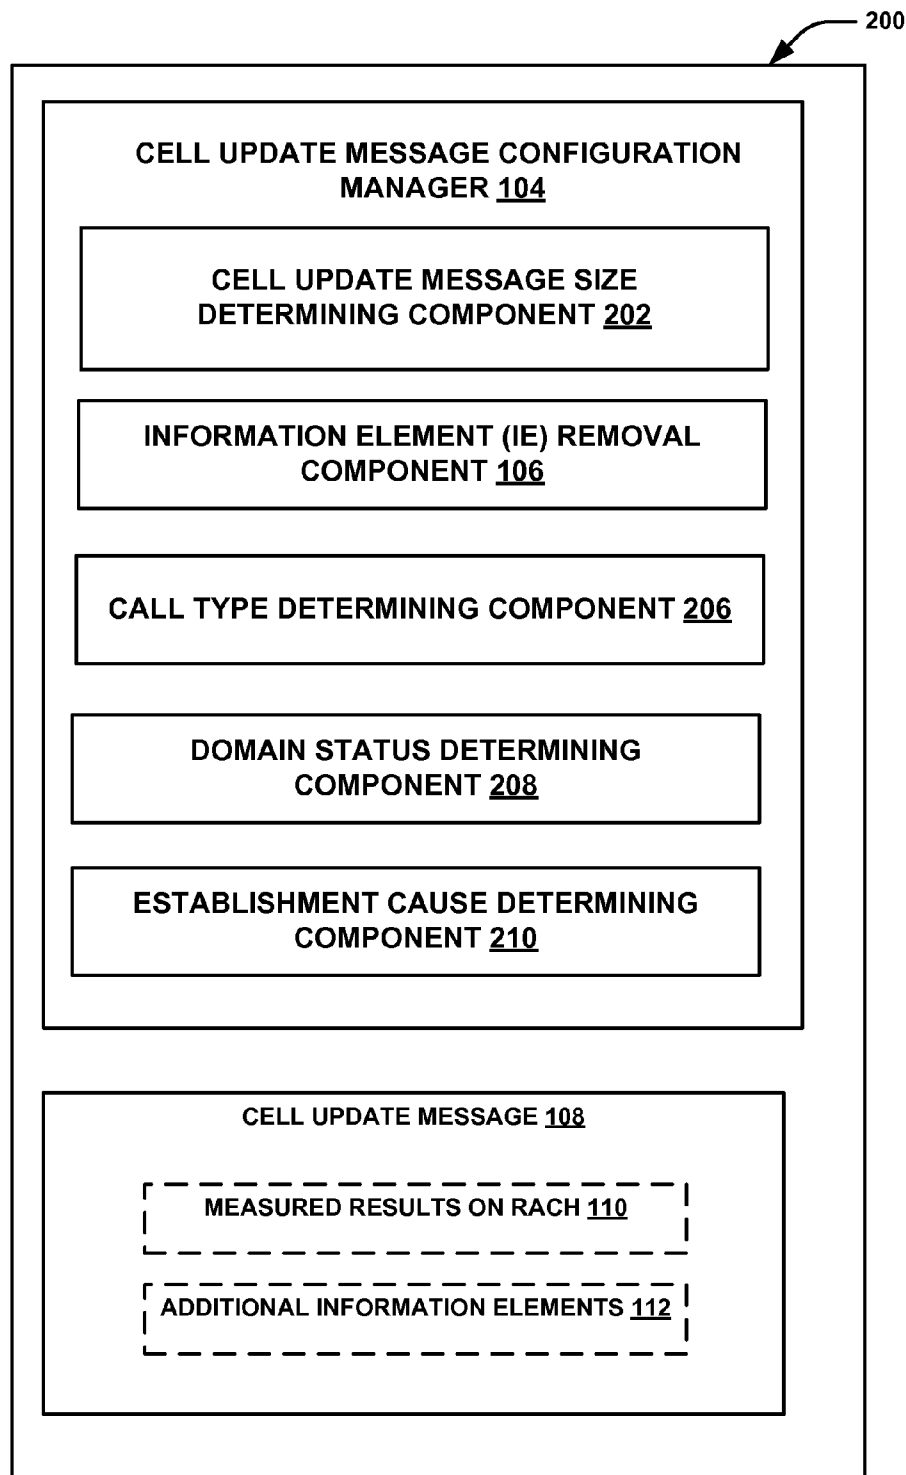 200
CELL UPDATE MESSAGE CONFIGURATION
MANAGER 104
CELL UPDATE MESSAGE SIZE
DETERMINING COMPONENT 202
INFORMATION ELEMENT (IE) REMOVAL
COMPONENT 106
CALL TYPE DETERMINING COMPONENT 206
DOMAIN STATUS DETERMINING
COMPONENT 208
ESTABLISHMENT CAUSE DETERMINING
COMPONENT 210
CELL UPDATE MESSAGE 108
MEASURED RESULTS ON RACH 110
ADDITIONAL INFORMATION ELEMENTS 112